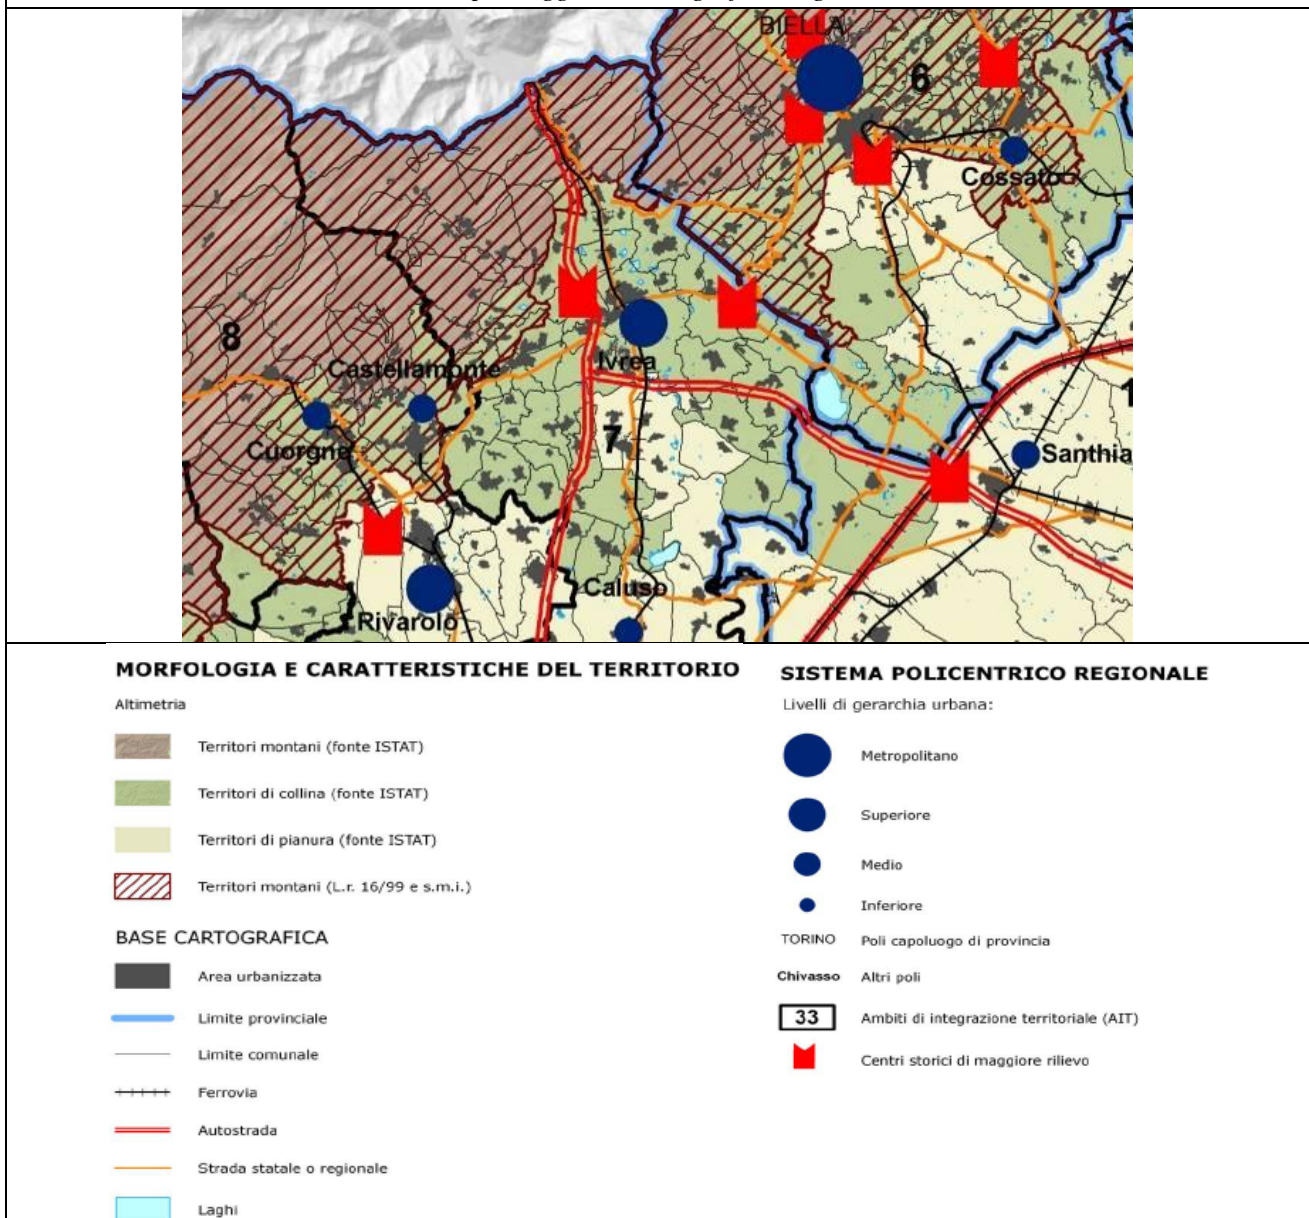 BIELLA
6
Cossato
8
Castellamonte
Ivrea
7
Cuorgne
Santhia
1
Caluso
Rivarolo
MORFOLOGIA E CARATTERISTICHE DEL TERRITORIO
Altimetria
Territori montani (fonte ISTAT)
Territori di collina (fonte ISTAT)
Territori di pianura (fonte ISTAT)
Territori montani (L.r. 16/99 e s.m.i.)
BASE CARTOGRAFICA
Area urbanizzata
Limite provinciale
Limite comunale
Ferrovia
Autostrada
Strada statale o regionale
Laghi
SISTEMA POLICENTRICO REGIONALE
Livelli di gerarchia urbana:
Metropolitano
Superiore
Medio
Inferiore
TORINO Poli capoluogo di provincia
Chivasso Altri poli
33 Ambiti di integrazione territoriale (AIT)
Centri storici di maggiore rilievo